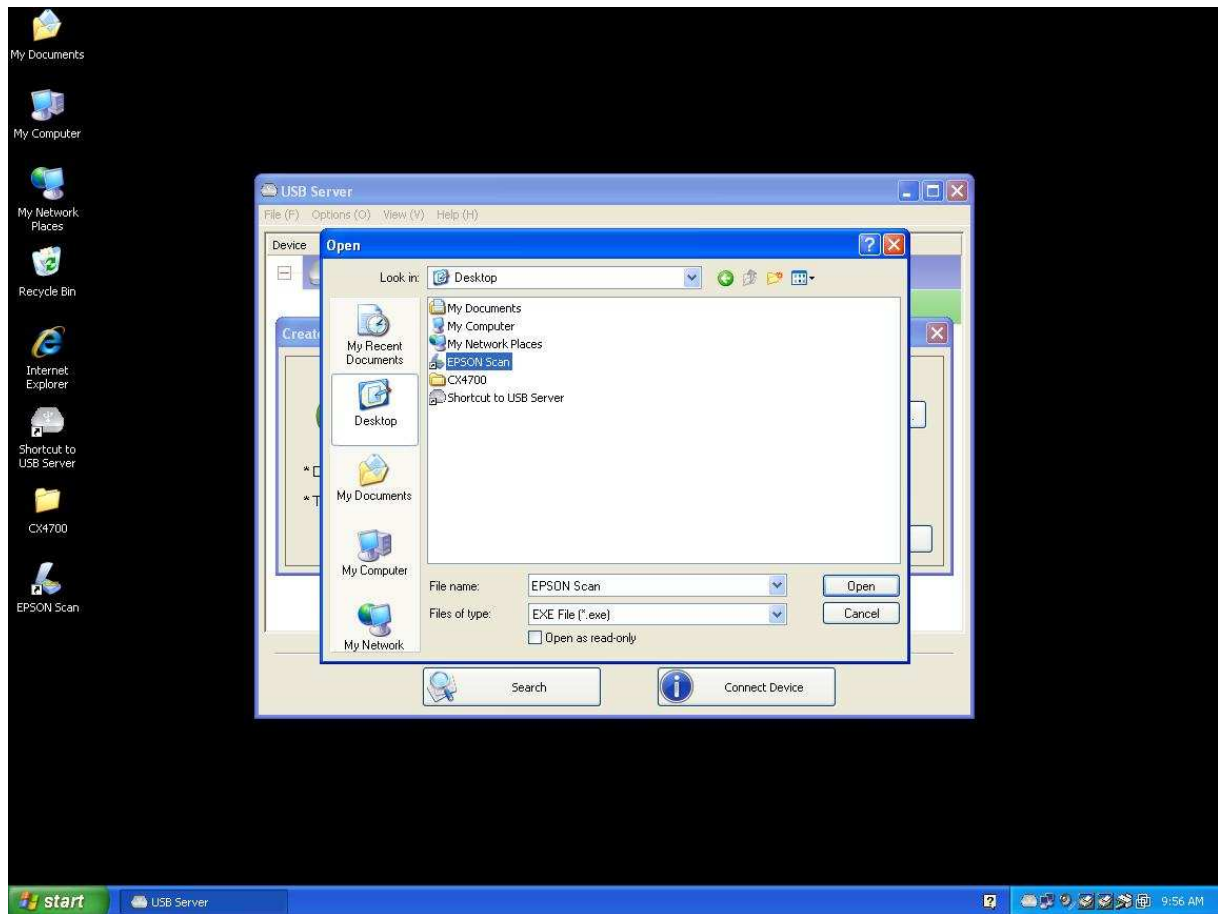 My Documents
My Computer
My Network
Places
Recycle Bin
Internet
Explorer
Shortcut to
USB Server
CX4700
EPSON Scan
USB Server
File (F) Options (O) View (V) Help (H)
Device
Open
Look in:
Desktop
My Recent
Documents
Desktop
My Documents
My Computer
My Network
My Documents
My Computer
My Network Places
EPSON Scan
CX4700
Shortcut to USB Server
File name:
EPSON Scan
Open
Files of type:
EXE File (*.exe)
Cancel
Open as read-only
Search
Connect Device
start
USB Server
9:56 AM